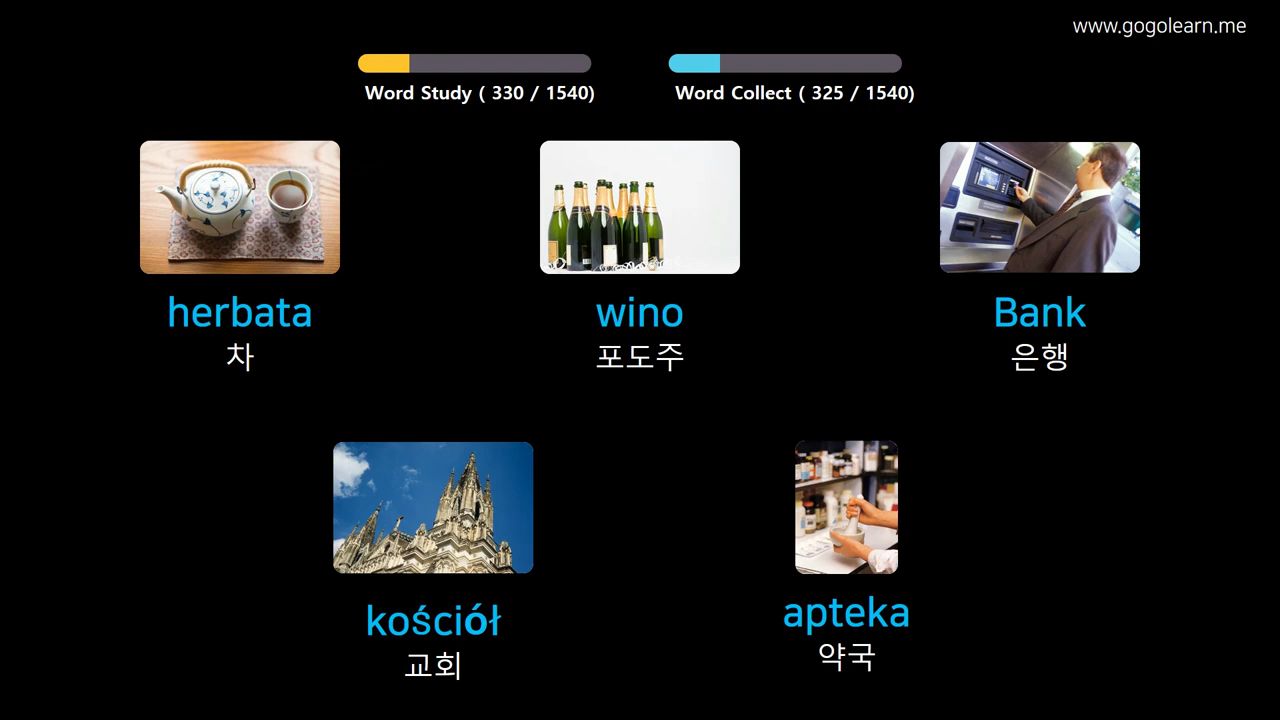 www.gogolearn.me
Word Study ( 330 / 1540)
Word Collect ( 325 / 1540)
herbata
차
wino
포도주
Bank
은행
kościół
교회
apteka
약국